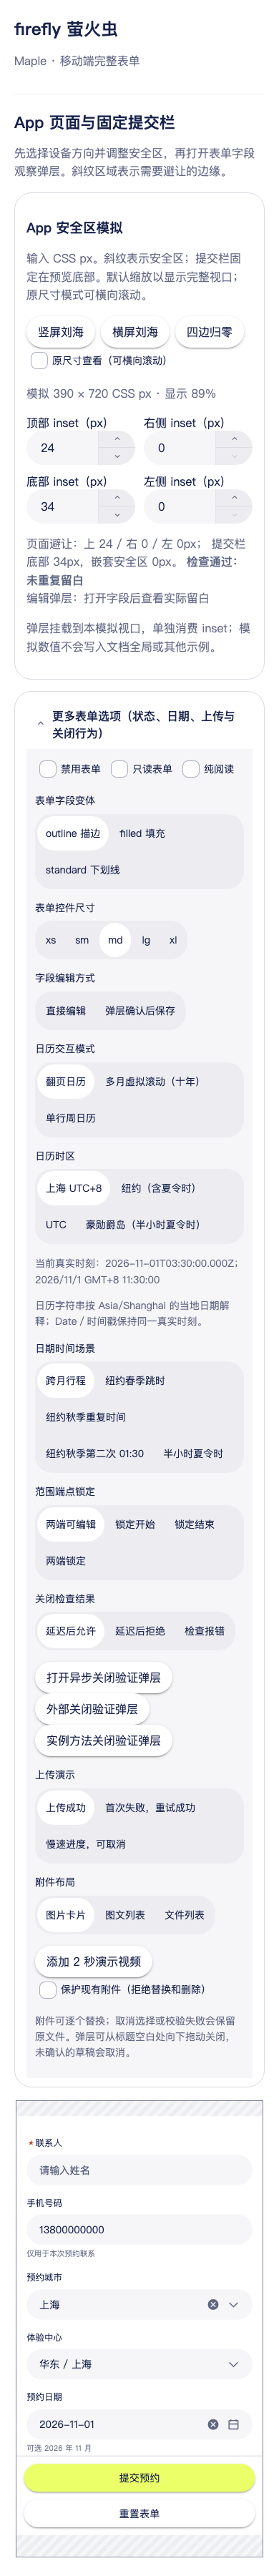 firefly 萤火虫
Maple · 移动端完整表单
App 页面与固定提交栏
先选择设备方向并调整安全区，再打开表单字段
观察弹层。斜纹区域表示需要避让的边缘。
App 安全区模拟
输入 CSS px。斜纹表示安全区；提交栏固
定在预览底部。默认缩放以显示完整视口；
原尺寸模式可横向滚动。
竖屏刘海 横屏刘海 四边归零
原尺寸查看（可横向滚动）
模拟 390 × 720 CSS px · 显示 89%
顶部 inset（px） 右侧 inset（px）
24 0
底部 inset（px） 左侧 inset（px）
34 0
页面避让：上 24 / 右 0 / 左 0px； 提交栏
底部 34px，嵌套安全区 0px。 检查通过：
未重复留白
编辑弹层：打开字段后查看实际留白
弹层挂载到本模拟视口，单独消费 inset；模
拟数值不会写入文档全局或其他示例。
更多表单选项（状态、日期、上传与
关闭行为）
禁用表单 只读表单 纯阅读
表单字段变体
outline 描边 filled 填充
standard 下划线
表单控件尺寸
xs sm md lg xl
字段编辑方式
直接编辑 弹层确认后保存
日历交互模式
翻页日历 多月虚拟滚动（十年）
单行周日历
日历时区
上海 UTC+8 纽约（含夏令时）
UTC 豪勋爵岛（半小时夏令时）
当前真实时刻：2026-11-01T03:30:00.000Z；
2026/11/1 GMT+8 11:30:00
日历字符串按 Asia/Shanghai 的当地日期解
释；Date / 时间戳保持同一真实时刻。
日期时间场景
跨月行程 纽约春季跳时
纽约秋季重复时间
纽约秋季第二次 01:30 半小时夏令时
范围端点锁定
两端可编辑 锁定开始 锁定结束
两端锁定
关闭检查结果
延迟后允许 延迟后拒绝 检查报错
打开异步关闭验证弹层
外部关闭验证弹层
实例方法关闭验证弹层
上传演示
上传成功 首次失败，重试成功
慢速进度，可取消
附件布局
图片卡片 图文列表 文件列表
添加 2 秒演示视频
保护现有附件（拒绝替换和删除）
附件可逐个替换；取消选择或校验失败会保留
原文件。弹层可从标题空白处向下拖动关闭，
未确认的草稿会取消。
* 联系人
请输入姓名
手机号码
13800000000
仅用于本次预约联系
预约城市
上海
体验中心
华东 / 上海
预约日期
2026-11-01
可选 2026 年 11 月
提交预约
重置表单